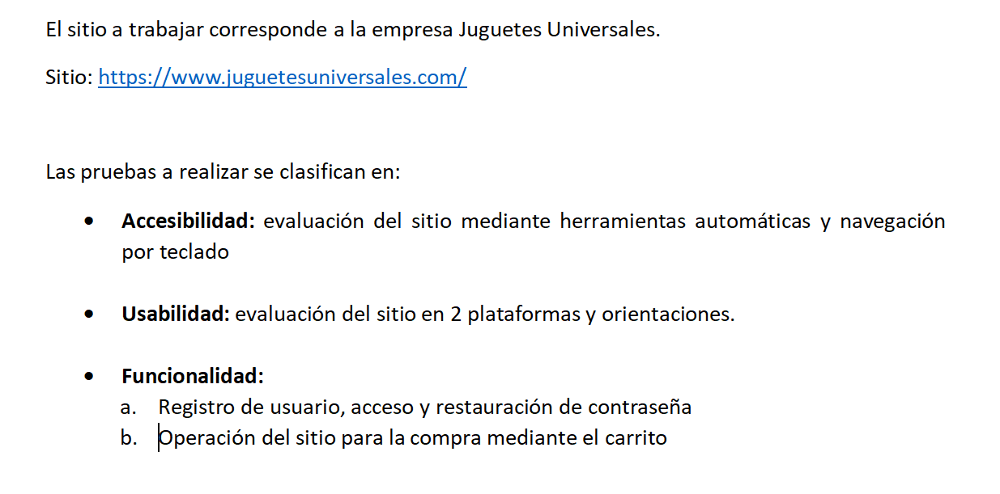 El sitio a trabajar corresponde a la empresa Juguetes Universales.
Sitio: https://www.juguetesuniversales.com/
Las pruebas a realizar se clasifican en:
• Accesibilidad: evaluación del sitio mediante herramientas automáticas y navegación
por teclado
• Usabilidad: evaluación del sitio en 2 plataformas y orientaciones.
• Funcionalidad:
a. Registro de usuario, acceso y restauración de contraseña
b. Operación del sitio para la compra mediante el carrito